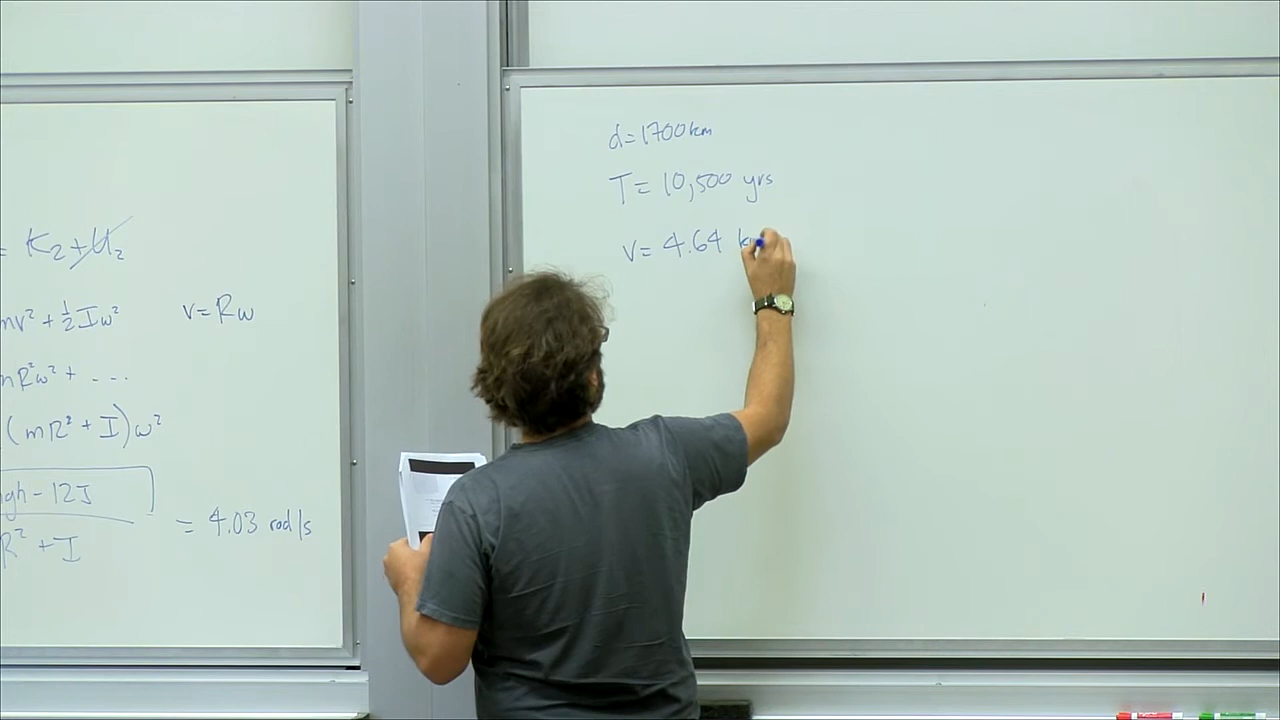 = K₂ + U₂
mv² + ½Iω²
v = Rω
mR²ω² + ...
(mR² + I)ω²
gh - 12J
R² + I
= 4.03 rad/s
d = 1700 km
T = 10,500 yrs
v = 4.64 k